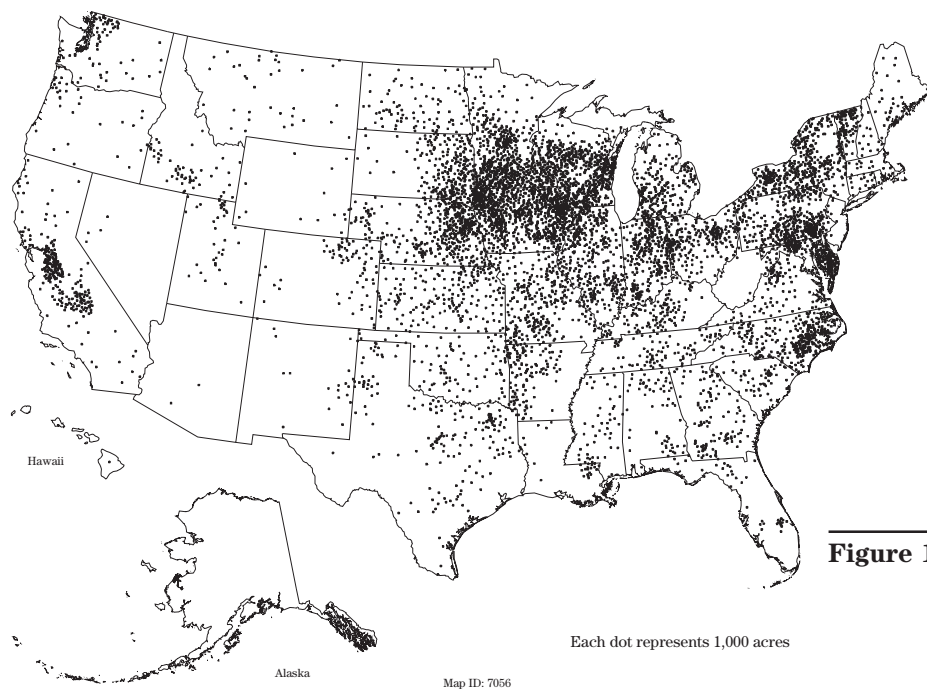 Hawaii
Figure 1
Each dot represents 1,000 acres
Alaska
Map ID: 7056